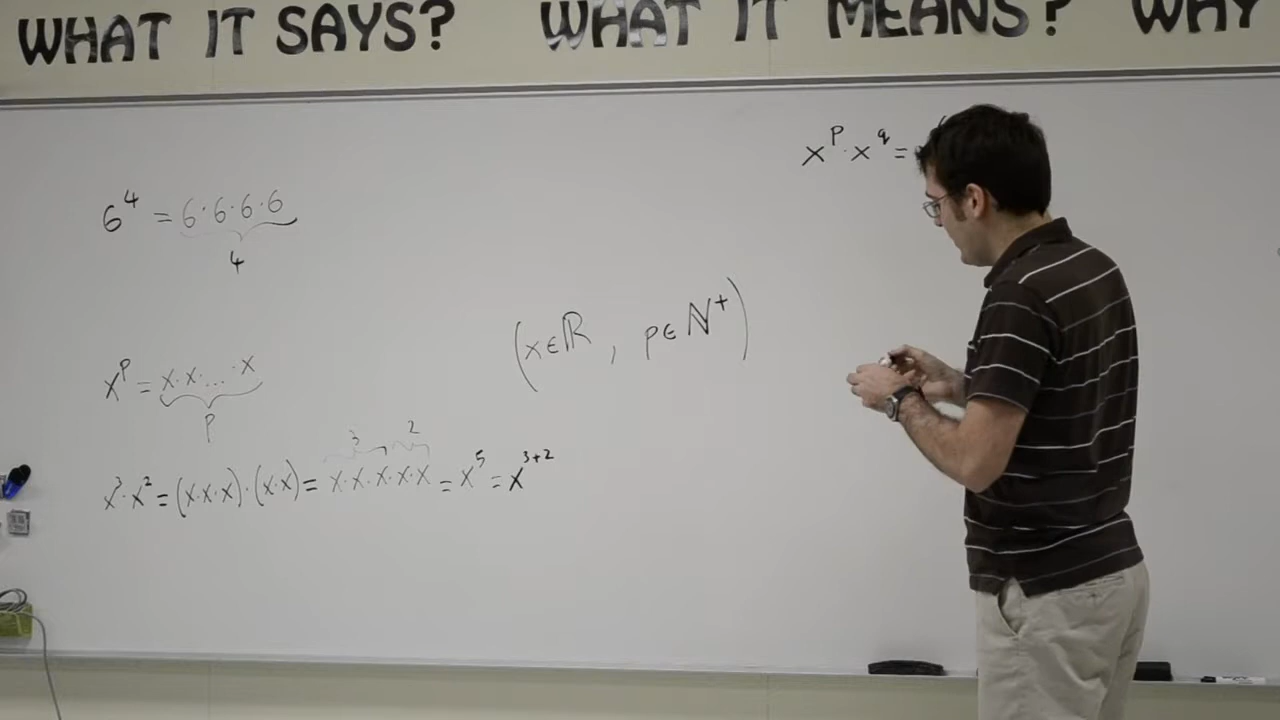 WHAT IT SAYS? WHAT IT MEANS? WHY
x^p · x^q =
6^4 = 6·6·6·6
4
(x∈ℝ, p∈ℕ^+)
x^p = x·x·...·x
p
3 2
x^3·x^2 = (x·x·x)·(x·x) = x·x·x·x·x = x^5 = x^{3+2}